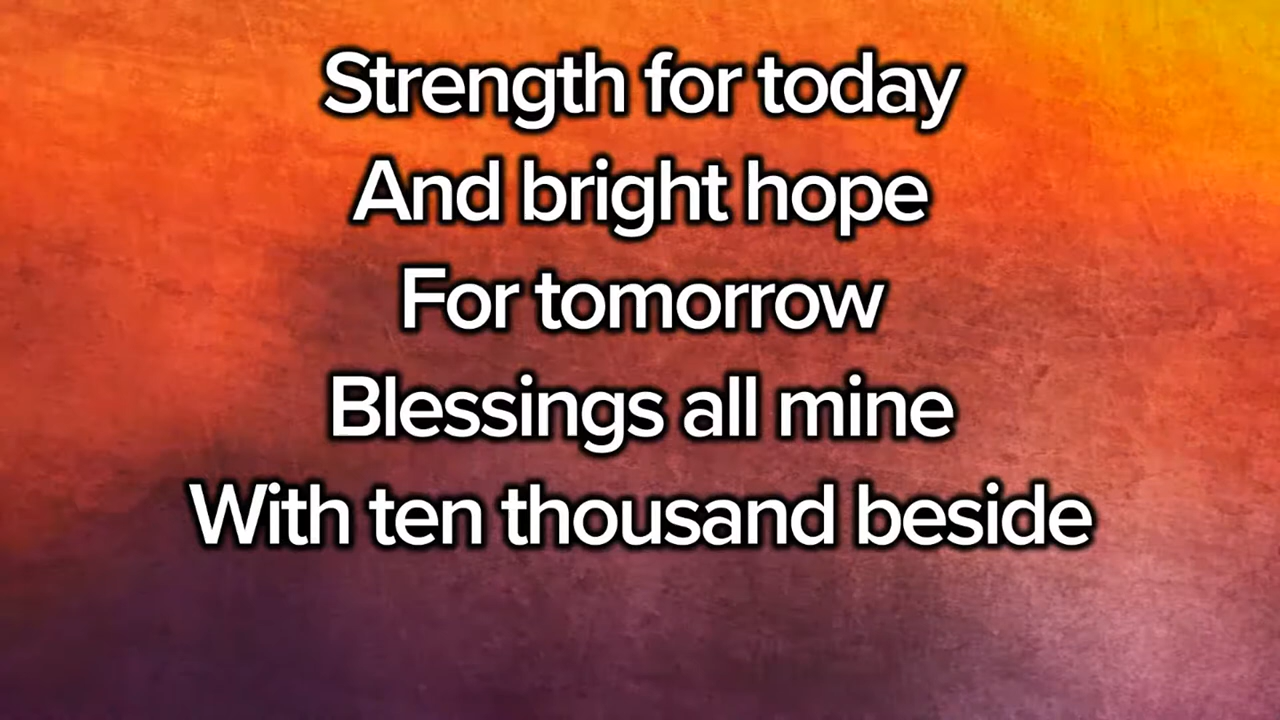 Strength for today
And bright hope
For tomorrow
Blessings all mine
With ten thousand beside